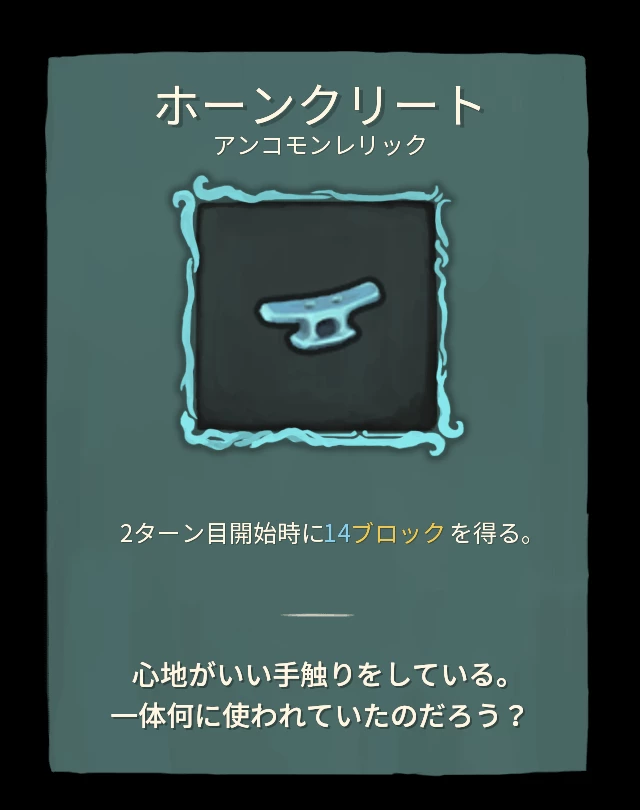 ホーンクリート
アンコモンレリック
2ターン目開始時に14ブロックを得る。
心地がいい手触りをしている。
一体何に使われていたのだろう？